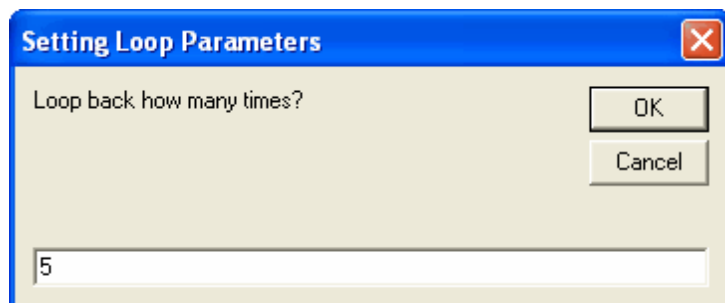 Setting Loop Parameters
Loop back how many times?
OK
Cancel
5